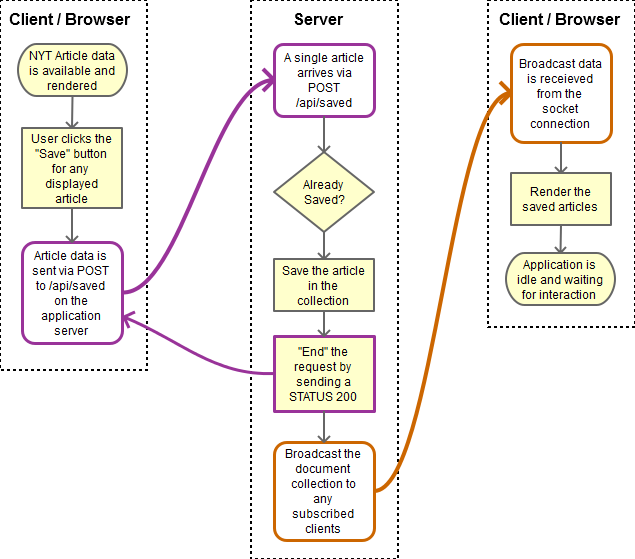 Client / Browser
NYT Article data
is available and
rendered
User clicks the
"Save" button
for any
displayed
article
Article data is
sent via POST
to /api/saved
on the
application
server
Server
A single article
arrives via
POST
/api/saved
Already
Saved?
Save the article
in the
collection
"End" the
request by
sending a
STATUS 200
Broadcast the
document
collection to
any
subscribed
clients
Client / Browser
Broadcast data
is receieved
from the
socket
connection
Render the
saved articles
Application is
idle and waiting
for interaction